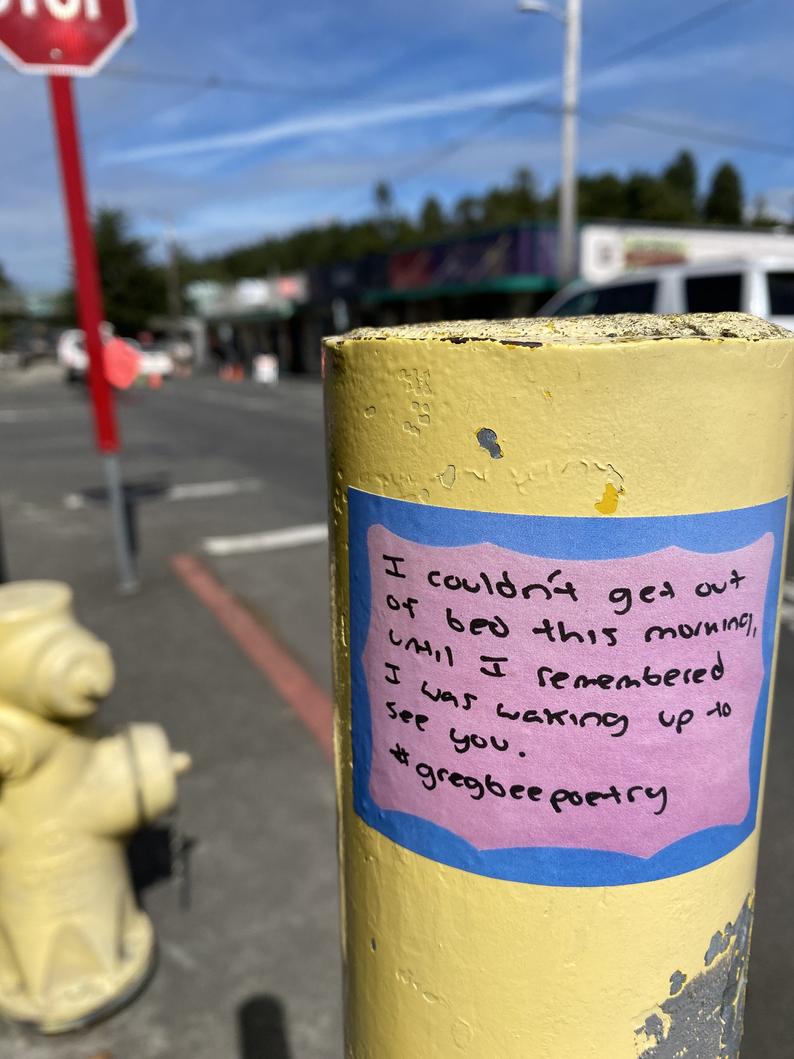 STOP
I couldn't get out
of bed this morning,
until I remembered
I was waking up to
see you.
#gregbeepoetry